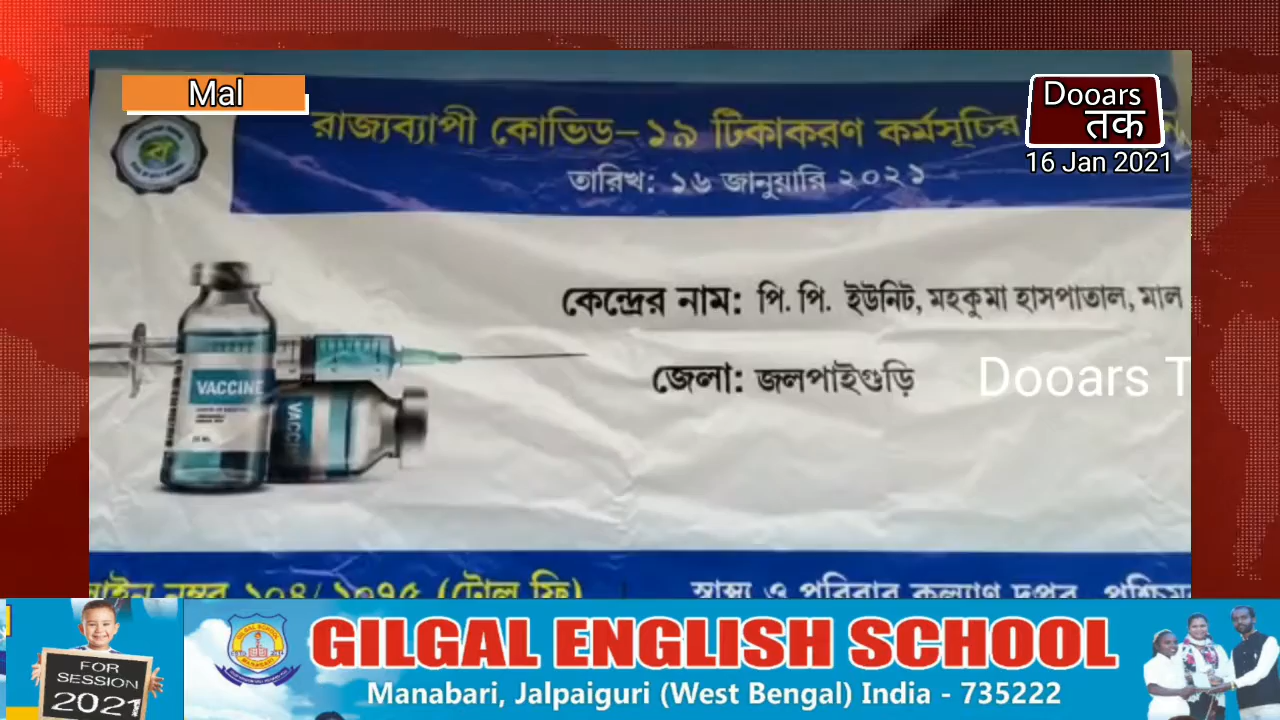 Mal
Dooars
तक
16 Jan 2021
রাজ্যব্যাপী কোভিড-১৯ টিকাকরণ কর্মসূচির
তারিখ: ১৬ জানুয়ারি ২০২১
কেন্দ্রের নাম: পি. পি. ইউনিট, মহকুমা হাসপাতাল, মাল
জেলা: জলপাইগুড়ি
Dooars T
VACCINE
নম্বর ১০৪/১০৭৫ (টোল ফ্রি)
স্বাস্থ্য ও পরিবার কল্যাণ দপ্তর,
FOR
SESSION
2021
GILGAL ENGLISH SCHOOL
Manabari, Jalpaiguri (West Bengal) India - 735222